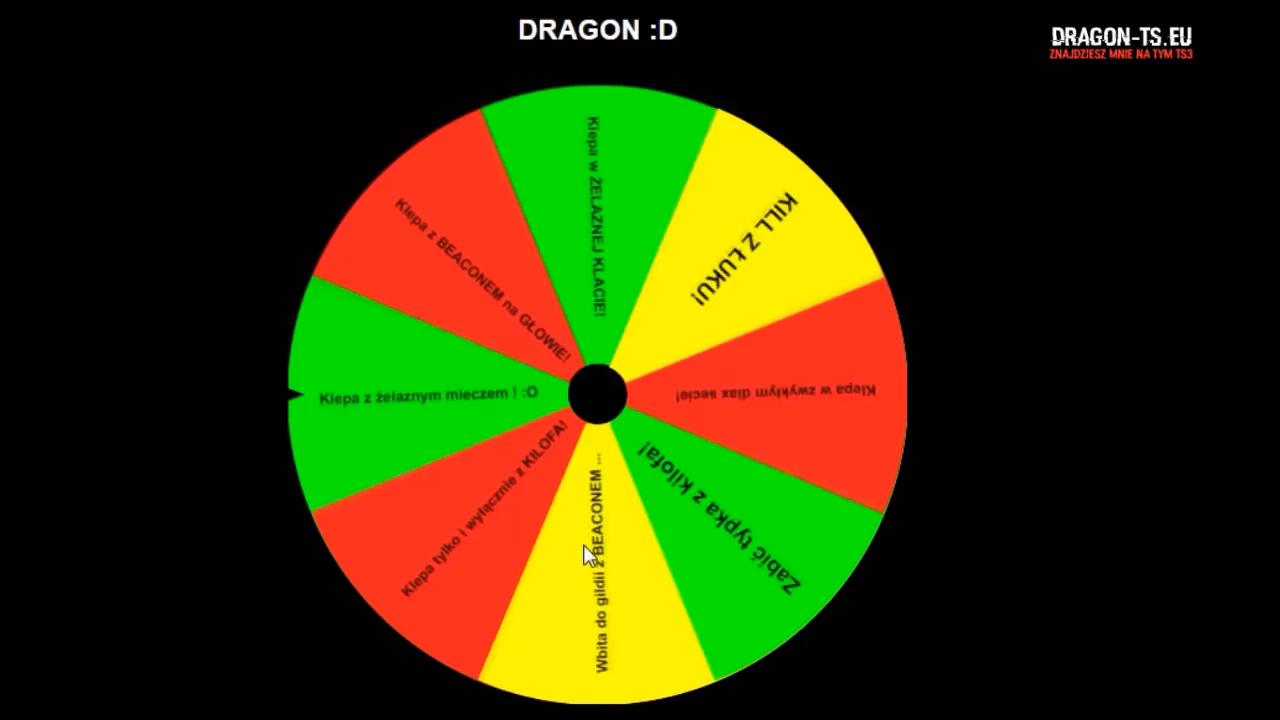 DRAGON :D
DRAGON-TS.EU
ZNAJDZIESZ MNIE NA TYM TS3
Klepa w ŻELAZNEJ KLACIE!
KILL Z ŁUKU!
Klepa z BEACONEM na GŁOWIE!
Klepa w zwykłym diax secie!
Klepa z żelaznym mieczem ! :O
Zabić typka z kilofa!
Klepa tylko i wyłącznie z KILOFA!
Wbita do gildii z BEACONEM ...